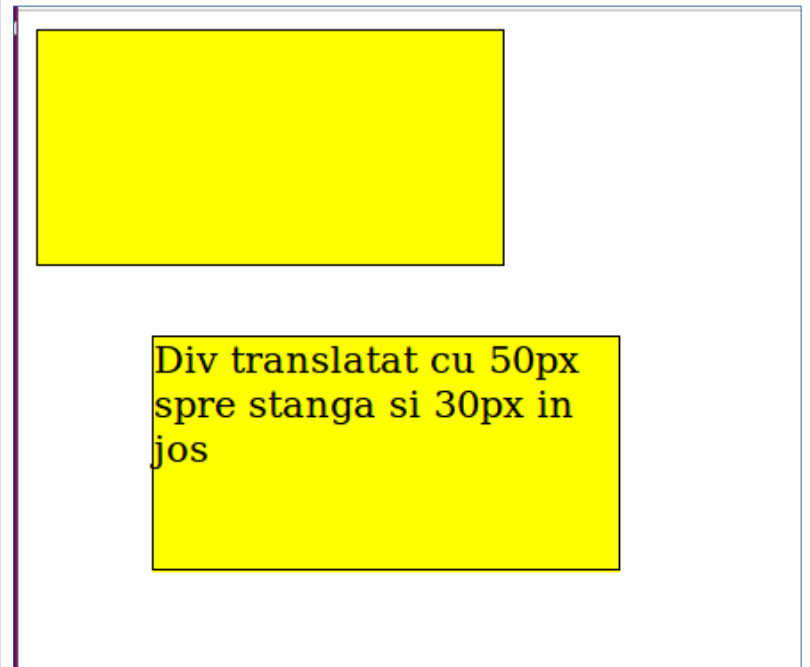 Div translatat cu 50px
spre stanga si 30px in
jos